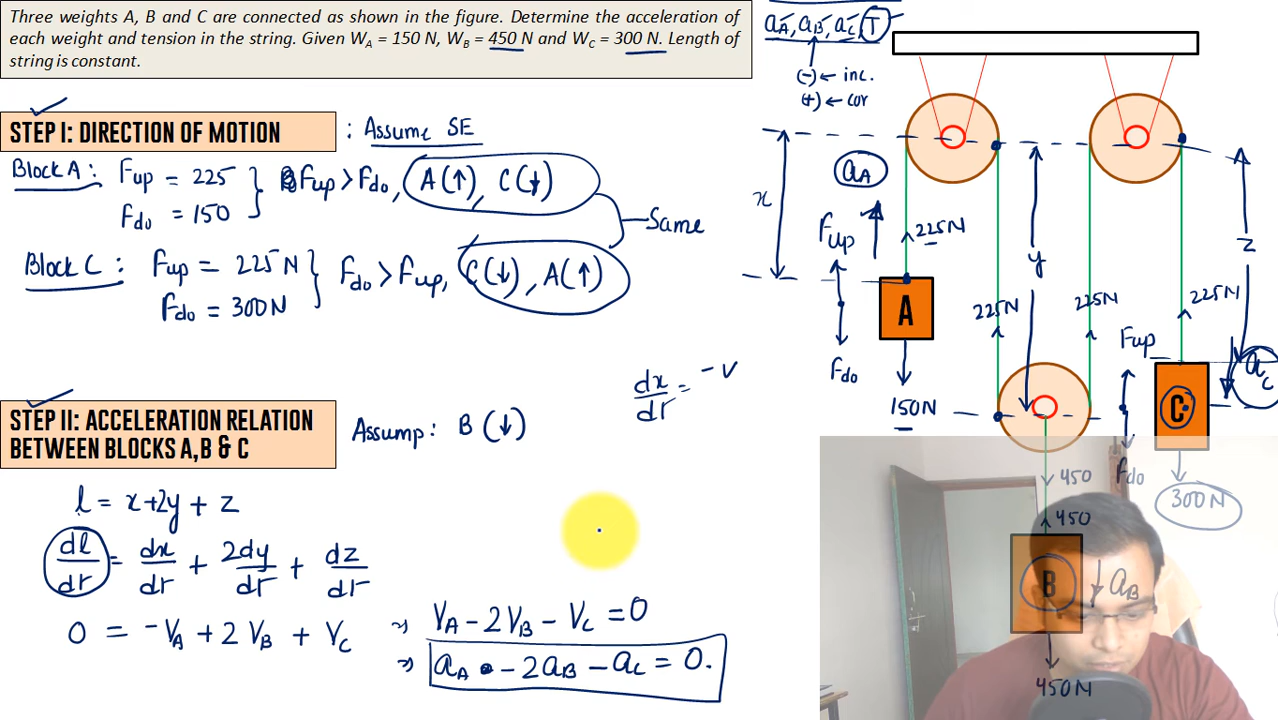 Three weights A, B and C are connected as shown in the figure. Determine the acceleration of
each weight and tension in the string. Given WA = 150 N, WB = 450 N and WC = 300 N. Length of
string is constant.
aA, aB, aC, T
(-) ← inc.
(+) ← cor
STEP I: DIRECTION OF MOTION
: Assume SE
Block A: Fup = 225
Fdo = 150
Fup > Fdo, A(↑), C(↓)
Same
Block C: Fup = 225 N
Fdo = 300N
Fdo > Fup, C(↓), A(↑)
STEP II: ACCELERATION RELATION
BETWEEN BLOCKS A,B & C
Assump: B (↓)
dx/dt = -v
l = x+2y + z
dl/dt = dx/dt + 2dy/dt + dz/dt
0 = -VA + 2VB + VC
⇒ VA - 2VB - VC = 0
⇒ aA - 2aB - aC = 0.
x
aA
Fup
225N
A
Fdo
150N
y
225N
225N
z
225N
Fup
aC
C
Fdo
300N
450
450
B
aB
450N